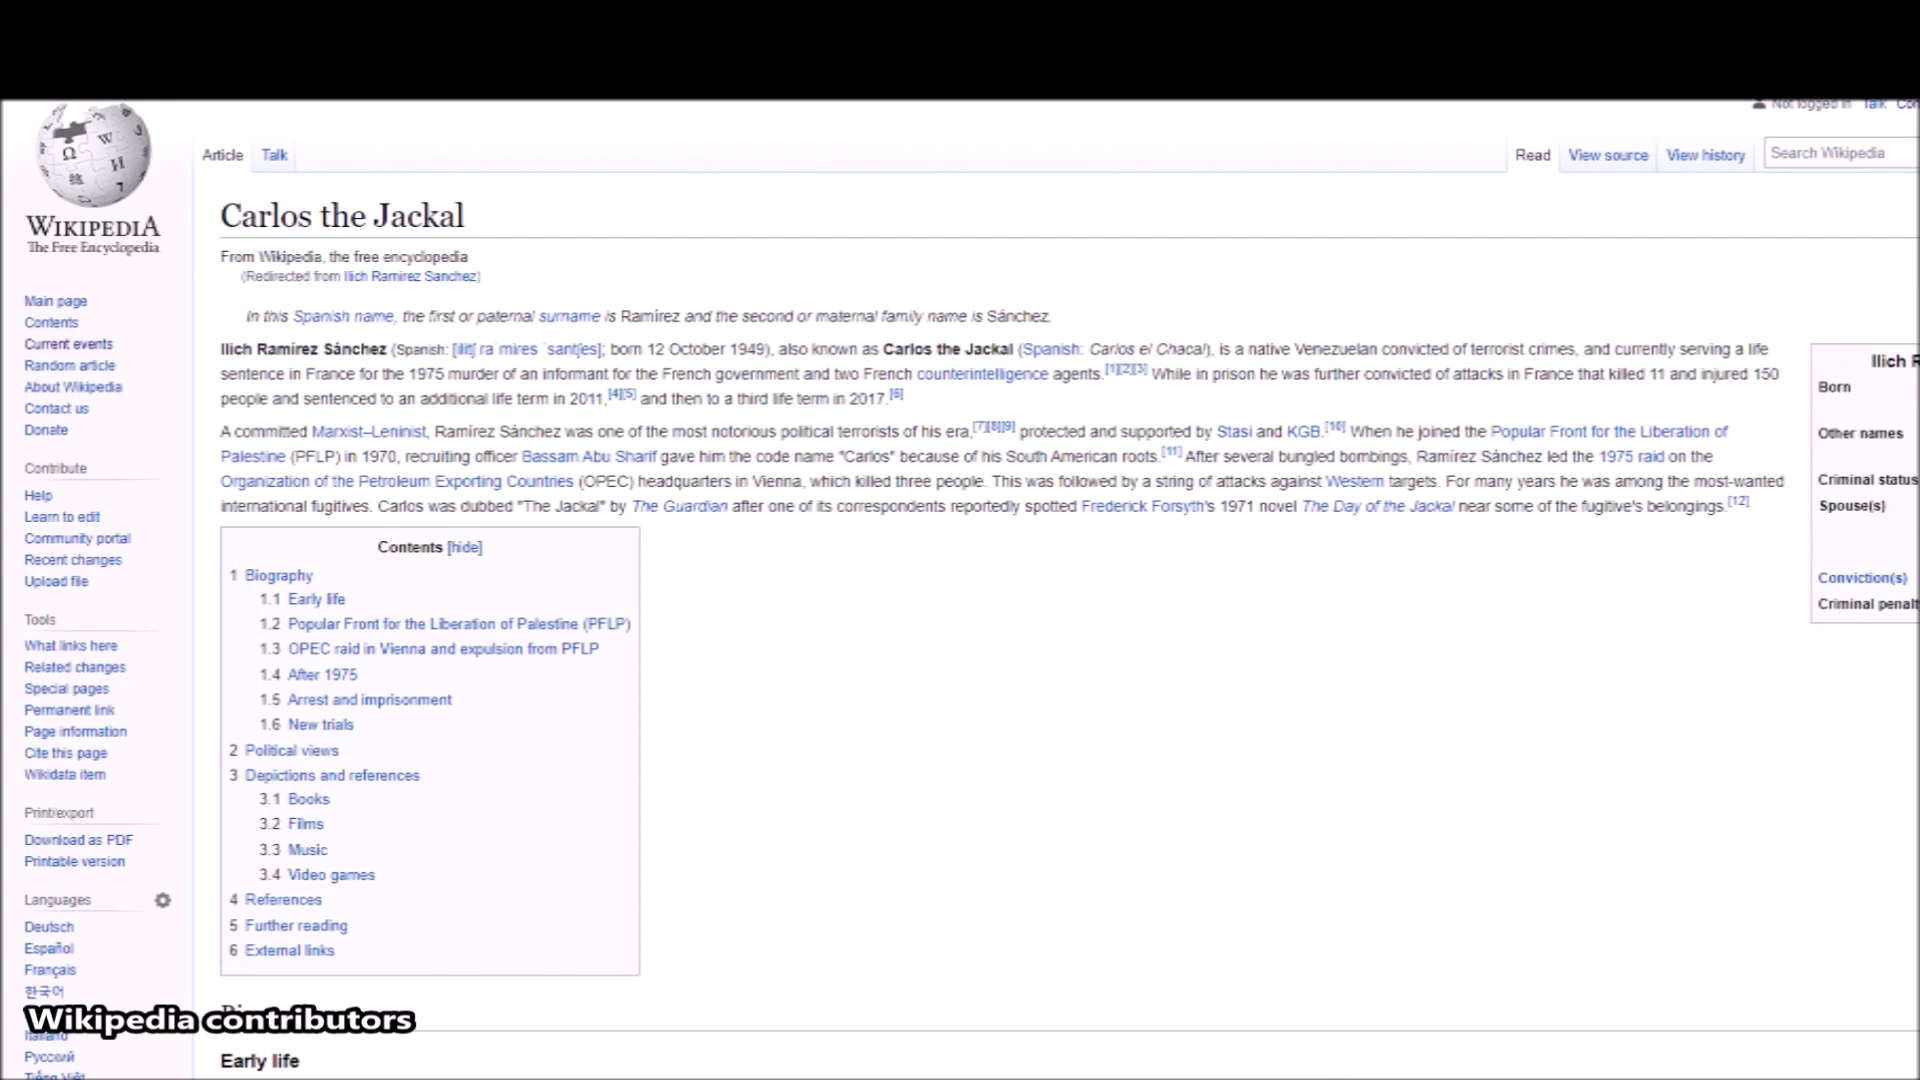 Not logged in Talk
Article Talk Read View source View history Search Wikipedia
WIKIPEDIA
The Free Encyclopedia
Carlos the Jackal
From Wikipedia, the free encyclopedia
(Redirected from Ilich Ramirez Sanchez)
In this Spanish name, the first or paternal surname is Ramírez and the second or maternal family name is Sánchez.
Ilich Ramírez Sánchez (Spanish: ; born 12 October 1949), also known as Carlos the Jackal (Spanish: Carlos el Chacal), is a native Venezuelan convicted of terrorist crimes, and currently serving a life
sentence in France for the 1975 murder of an informant for the French government and two French counterintelligence agents.[1][2][3] While in prison he was further convicted of attacks in France that killed 11 and injured 150
people and sentenced to an additional life term in 2011,[4][5] and then to a third life term in 2017.[6]
A committed Marxist–Leninist, Ramírez Sánchez was one of the most notorious political terrorists of his era,[7][8][9] protected and supported by Stasi and KGB.[10] When he joined the Popular Front for the Liberation of
Palestine (PFLP) in 1970, recruiting officer Bassam Abu Sharif gave him the code name "Carlos" because of his South American roots.[11] After several bungled bombings, Ramírez Sánchez led the 1975 raid on the
Organization of the Petroleum Exporting Countries (OPEC) headquarters in Vienna, which killed three people. This was followed by a string of attacks against Western targets. For many years he was among the most-wanted
international fugitives. Carlos was dubbed "The Jackal" by The Guardian after one of its correspondents reportedly spotted Frederick Forsyth's 1971 novel The Day of the Jackal near some of the fugitive's belongings.[12]
Ilich
Born
Other names
Criminal status
Spouse(s)
Conviction(s)
Criminal
Contents [hide]
1 Biography
1.1 Early life
1.2 Popular Front for the Liberation of Palestine (PFLP)
1.3 OPEC raid in Vienna and expulsion from PFLP
1.4 After 1975
1.5 Arrest and imprisonment
1.6 New trials
2 Political views
3 Depictions and references
3.1 Books
3.2 Films
3.3 Music
3.4 Video games
4 References
5 Further reading
6 External links
Early life
Main page
Contents
Current events
Random article
About Wikipedia
Contact us
Donate
Contribute
Help
Learn to edit
Community portal
Recent changes
Upload file
Tools
What links here
Related changes
Special pages
Permanent link
Page information
Cite this page
Wikidata item
Print/export
Download as PDF
Printable version
Languages
Deutsch
Español
Français
한국어
Italiano
Русский
Tiếng Việt
Wikipedia contributors